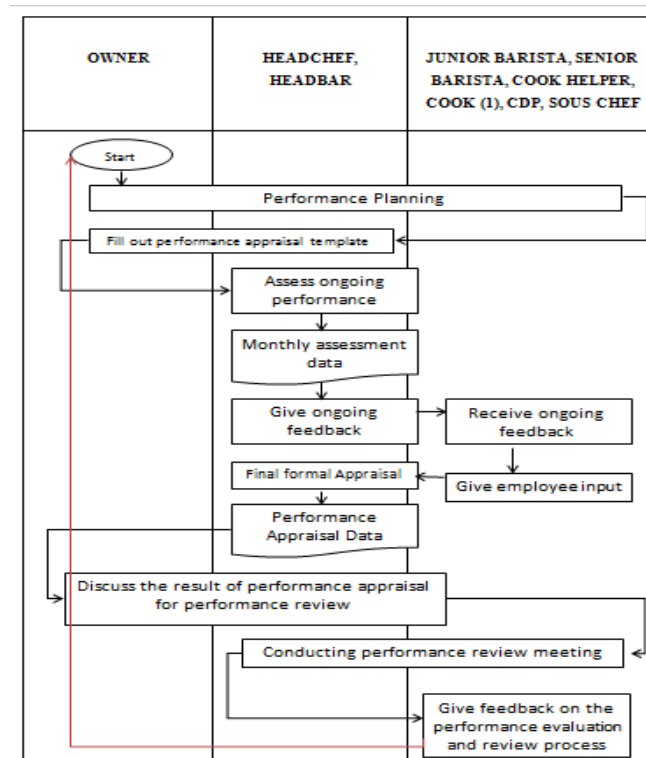 OWNER
HEADCHEF,
HEADBAR
JUNIOR BARISTA, SENIOR
BARISTA, COOK HELPER,
COOK (1), CDP, SOUS CHEF
Start
Performance Planning
Fill out performance appraisal template
Assess ongoing
performance
Monthly assessment
data
Give ongoing
feedback
Receive ongoing
feedback
Final formal Appraisal
Give employee input
Performance
Appraisal Data
Discuss the result of performance appraisal
for performance review
Conducting performance review meeting
Give feedback on the
performance evaluation
and review process